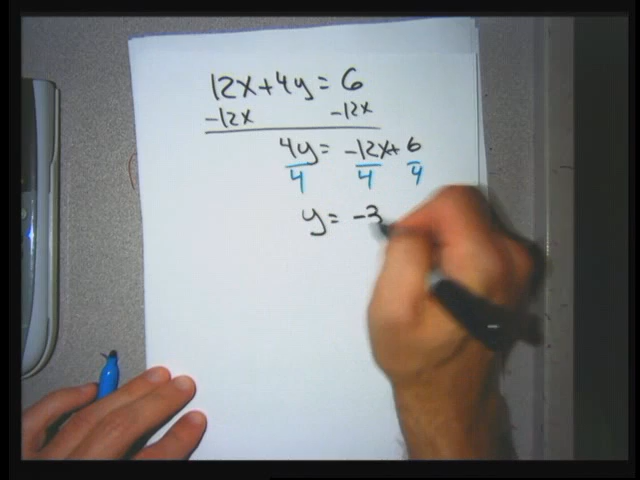 12x+4y = 6
-12x -12x
4y = -12x + 6
4 4 4
y = -3